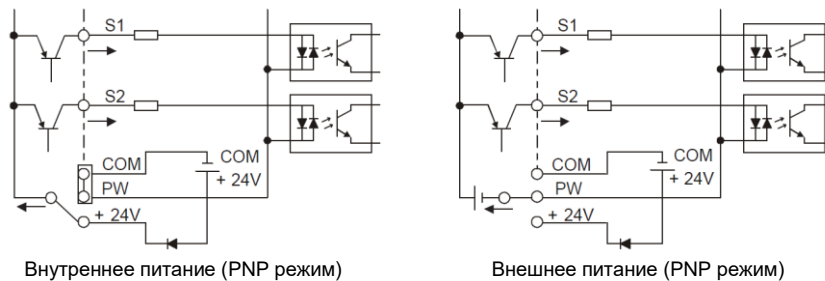 S1
S2
COM
COM
+ 24V
PW
+ 24V
Внутреннее питание (PNP режим)
S1
S2
COM
COM
+ 24V
PW
+ 24V
Внешнее питание (PNP режим)